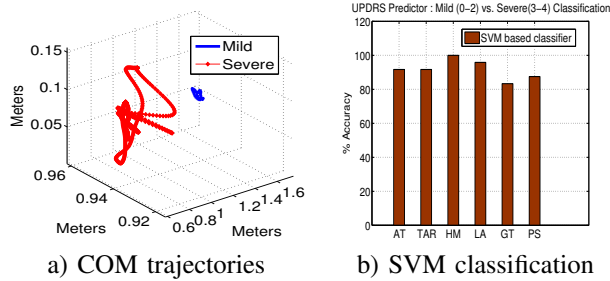 0.15
0.1
0.05
Meters
Mild
Severe
0.96
0.94
0.92
Meters
0.6
0.8
1
1.2
1.4
1.6
Meters
a) COM trajectories
UPDRS Predictor : Mild (0−2) vs. Severe(3−4) Classification
SVM based classifier
120
100
80
60
40
20
0
% Accuracy
AT TAR HM LA GT PS
b) SVM classification